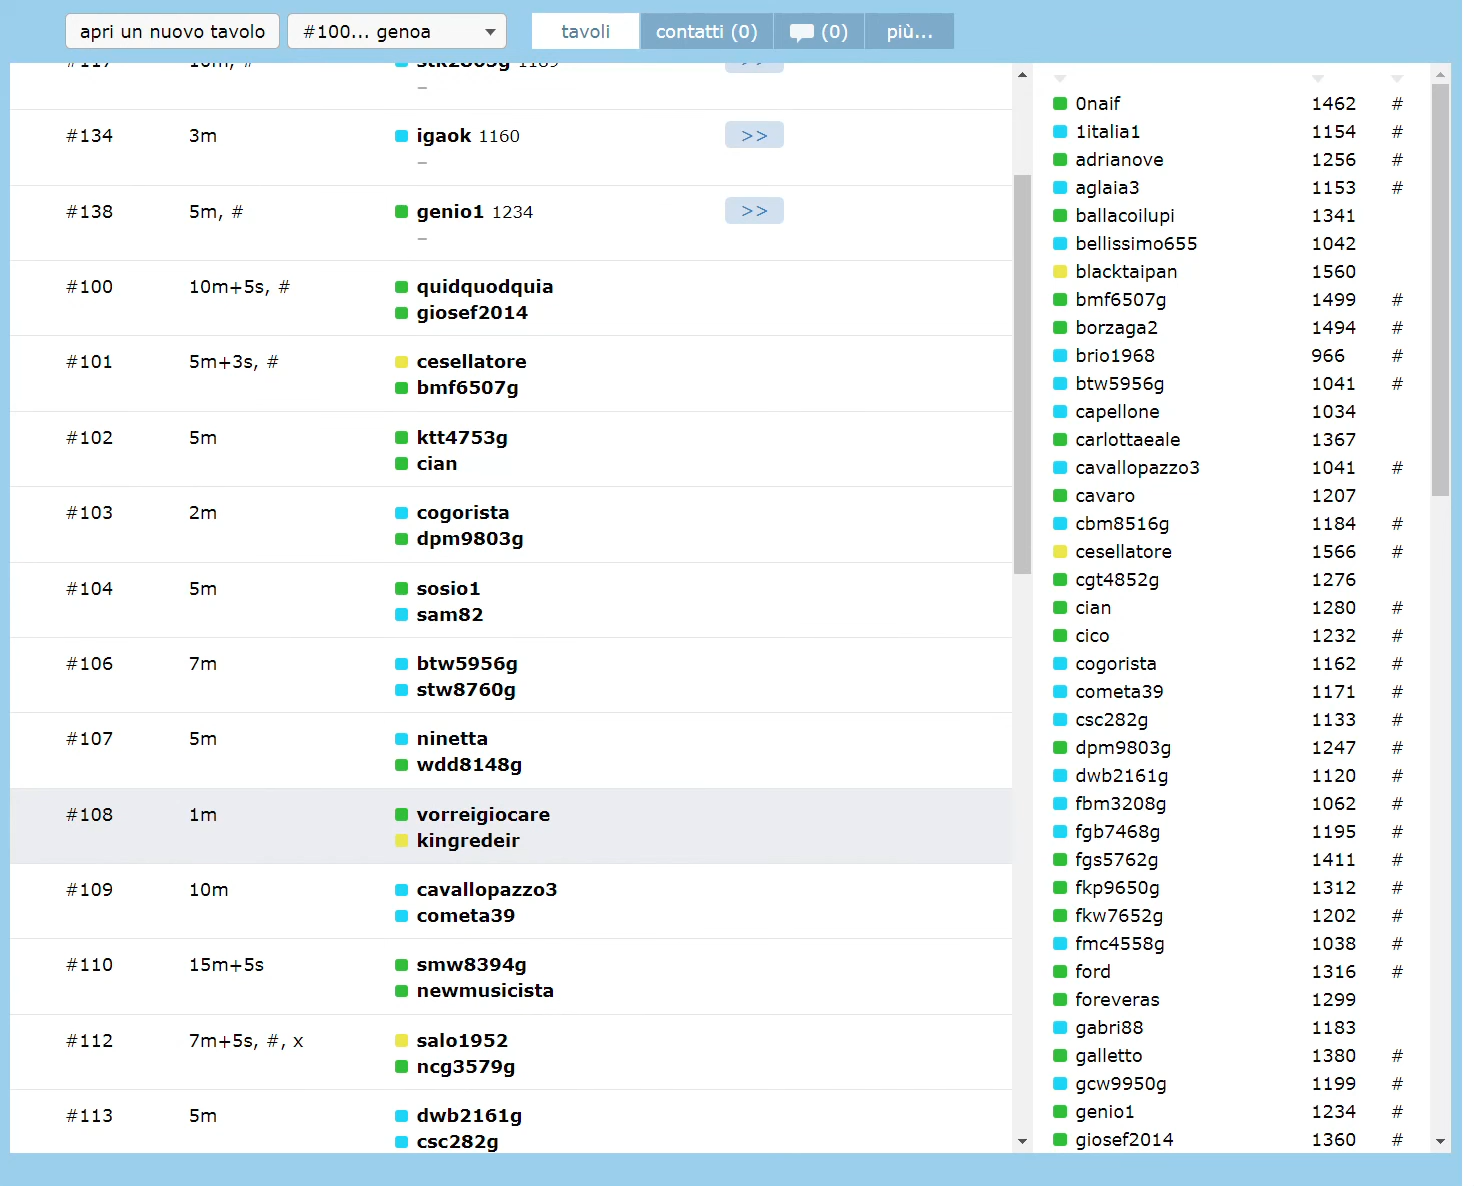 apri un nuovo tavolo
#100... genoa
tavoli
contatti (0)
(0)
più...
#134 3m igaok 1160 >>
–
#138 5m, # genio1 1234 >>
–
#100 10m+5s, # quidquodquia
giosef2014
#101 5m+3s, # cesellatore
bmf6507g
#102 5m ktt4753g
cian
#103 2m cogorista
dpm9803g
#104 5m sosio1
sam82
#106 7m btw5956g
stw8760g
#107 5m ninetta
wdd8148g
#108 1m vorreigiocare
kingredeir
#109 10m cavallopazzo3
cometa39
#110 15m+5s smw8394g
newmusicista
#112 7m+5s, #, x salo1952
ncg3579g
#113 5m dwb2161g
csc282g
0naif 1462 #
1italia1 1154 #
adrianove 1256 #
aglaia3 1153 #
ballacoilupi 1341
bellissimo655 1042
blacktaipan 1560
bmf6507g 1499 #
borzaga2 1494 #
brio1968 966 #
btw5956g 1041 #
capellone 1034
carlottaeale 1367
cavallopazzo3 1041 #
cavaro 1207
cbm8516g 1184 #
cesellatore 1566 #
cgt4852g 1276
cian 1280 #
cico 1232 #
cogorista 1162 #
cometa39 1171 #
csc282g 1133 #
dpm9803g 1247 #
dwb2161g 1120 #
fbm3208g 1062 #
fgb7468g 1195 #
fgs5762g 1411 #
fkp9650g 1312 #
fkw7652g 1202 #
fmc4558g 1038 #
ford 1316 #
foreveras 1299
gabri88 1183
galletto 1380 #
gcw9950g 1199 #
genio1 1234 #
giosef2014 1360 #